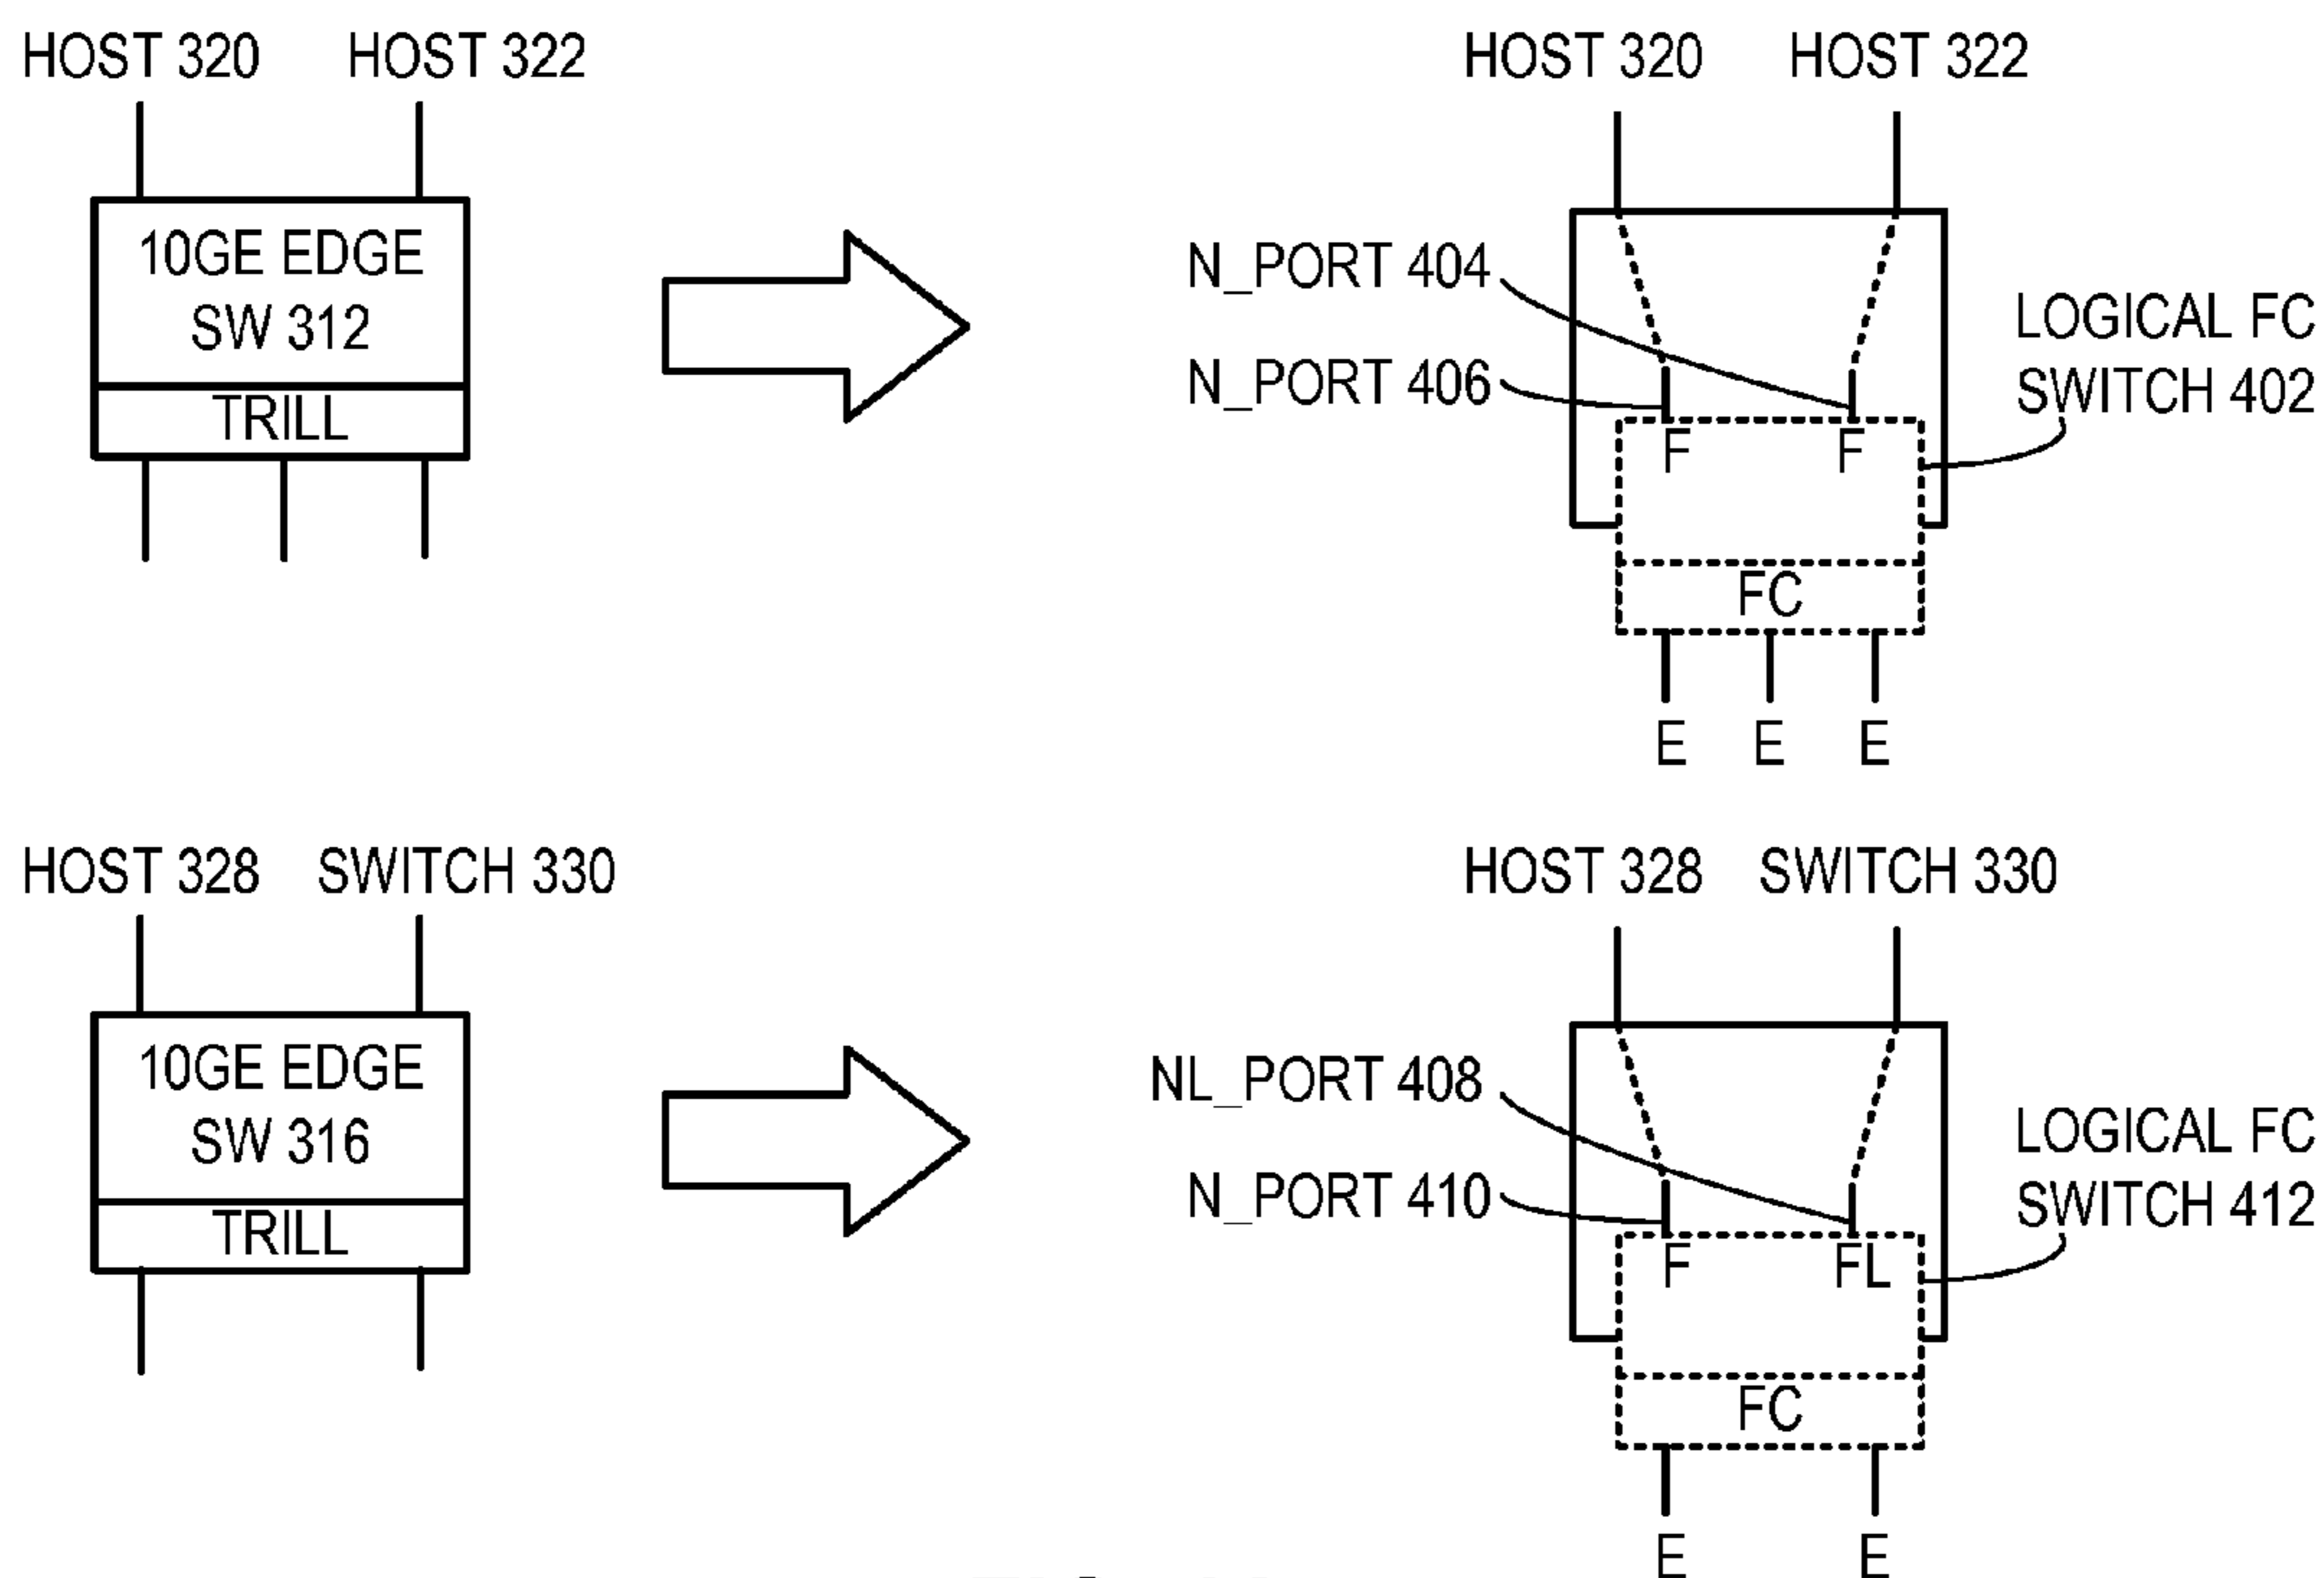 HOST 320
HOST 322
10GE EDGE
SW 312
TRILL
HOST 320
HOST 322
N_PORT 404
N_PORT 406
LOGICAL FC
SWITCH 402
F
F
FC
E
E
E
HOST 328
SWITCH 330
10GE EDGE
SW 316
TRILL
HOST 328
SWITCH 330
NL_PORT 408
N_PORT 410
LOGICAL FC
SWITCH 412
F
FL
FC
E
E